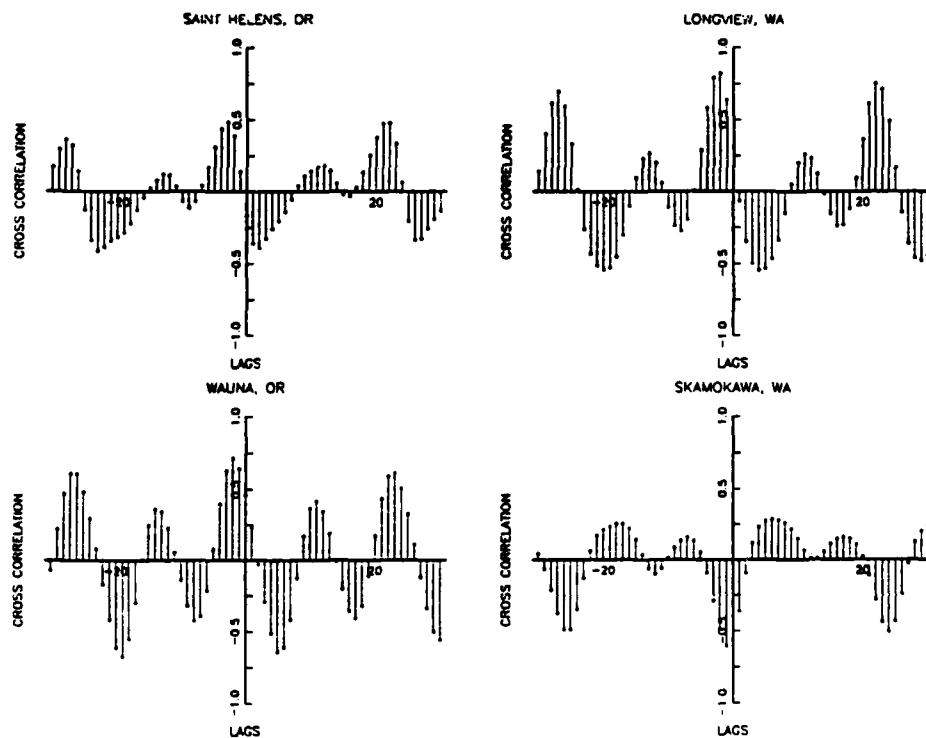 SAINT HELENS, OR
CROSS CORRELATION
1.0
0.5
-0.5
-1.0
-20
20
LAGS
LONGVIEW, WA
CROSS CORRELATION
1.0
0.5
-0.5
-1.0
-20
20
LAGS
WAUNA, OR
CROSS CORRELATION
1.0
0.5
-0.5
-1.0
-20
20
LAGS
SKAMOKAWA, WA
CROSS CORRELATION
1.0
0.5
-0.5
-1.0
-20
20
LAGS